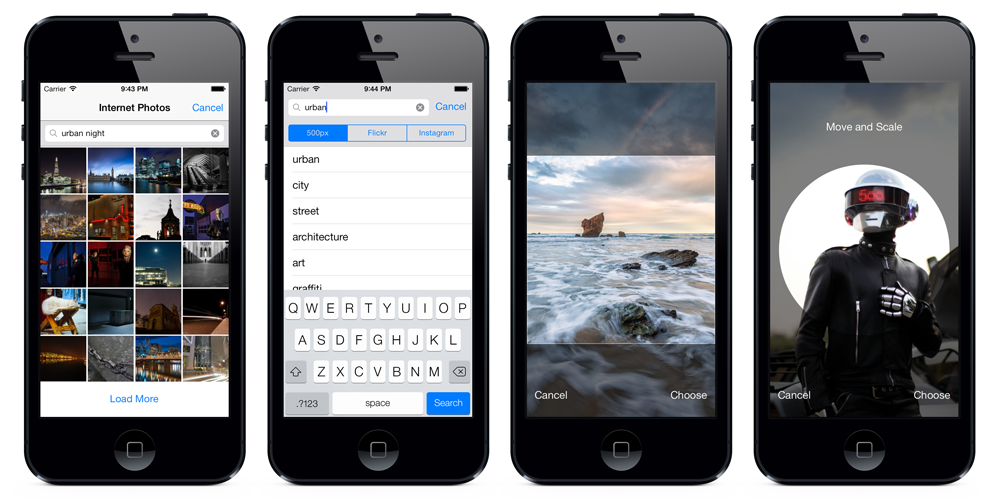 Carrier 9:43 PM
Internet Photos Cancel
urban night
Load More
Carrier 9:44 PM
urban Cancel
500px Flickr Instagram
urban
city
street
architecture
art
graffiti
Q W E R T Y U I O P
A S D F G H J K L
Z X C V B N M
.?123 space Search
Cancel Choose
Move and Scale
Cancel Choose